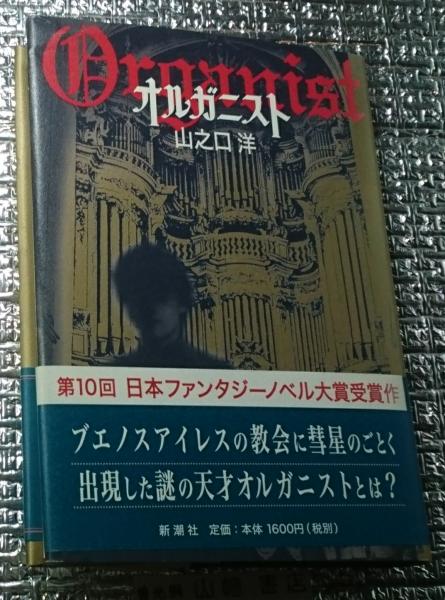 Organist
オルガニスト
山之口 洋
第10回 日本ファンタジーノベル大賞受賞作
ブエノスアイレスの教会に彗星のごとく
出現した謎の天才オルガニストとは?
新潮社 定価:本体1600円(税別)